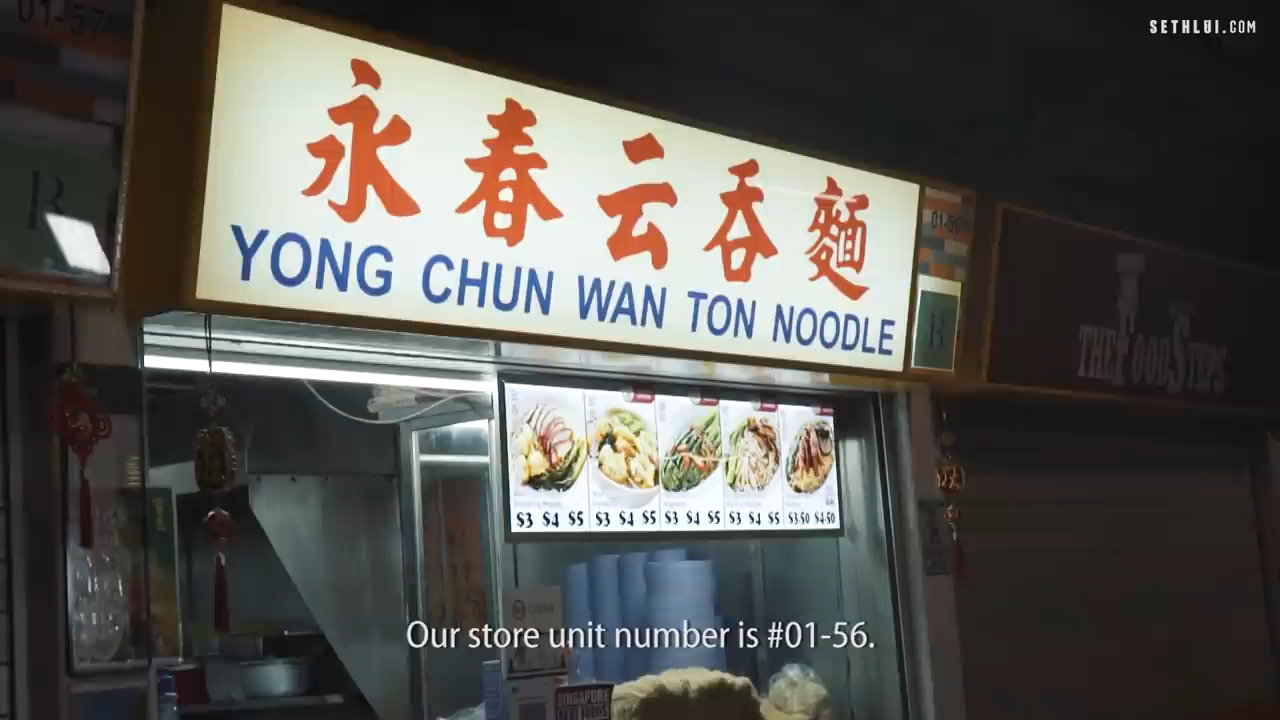 01-57
SETHLUI.COM
永春云吞麵
YONG CHUN WAN TON NOODLE
01-56
B
B
THE FOODSTEPS
$3 $4 $5
$3 $4 $5
$3 $4 $5
$3 $4 $5
$3.50 $4.50
Our store unit number is #01-56.
SINGAPORE